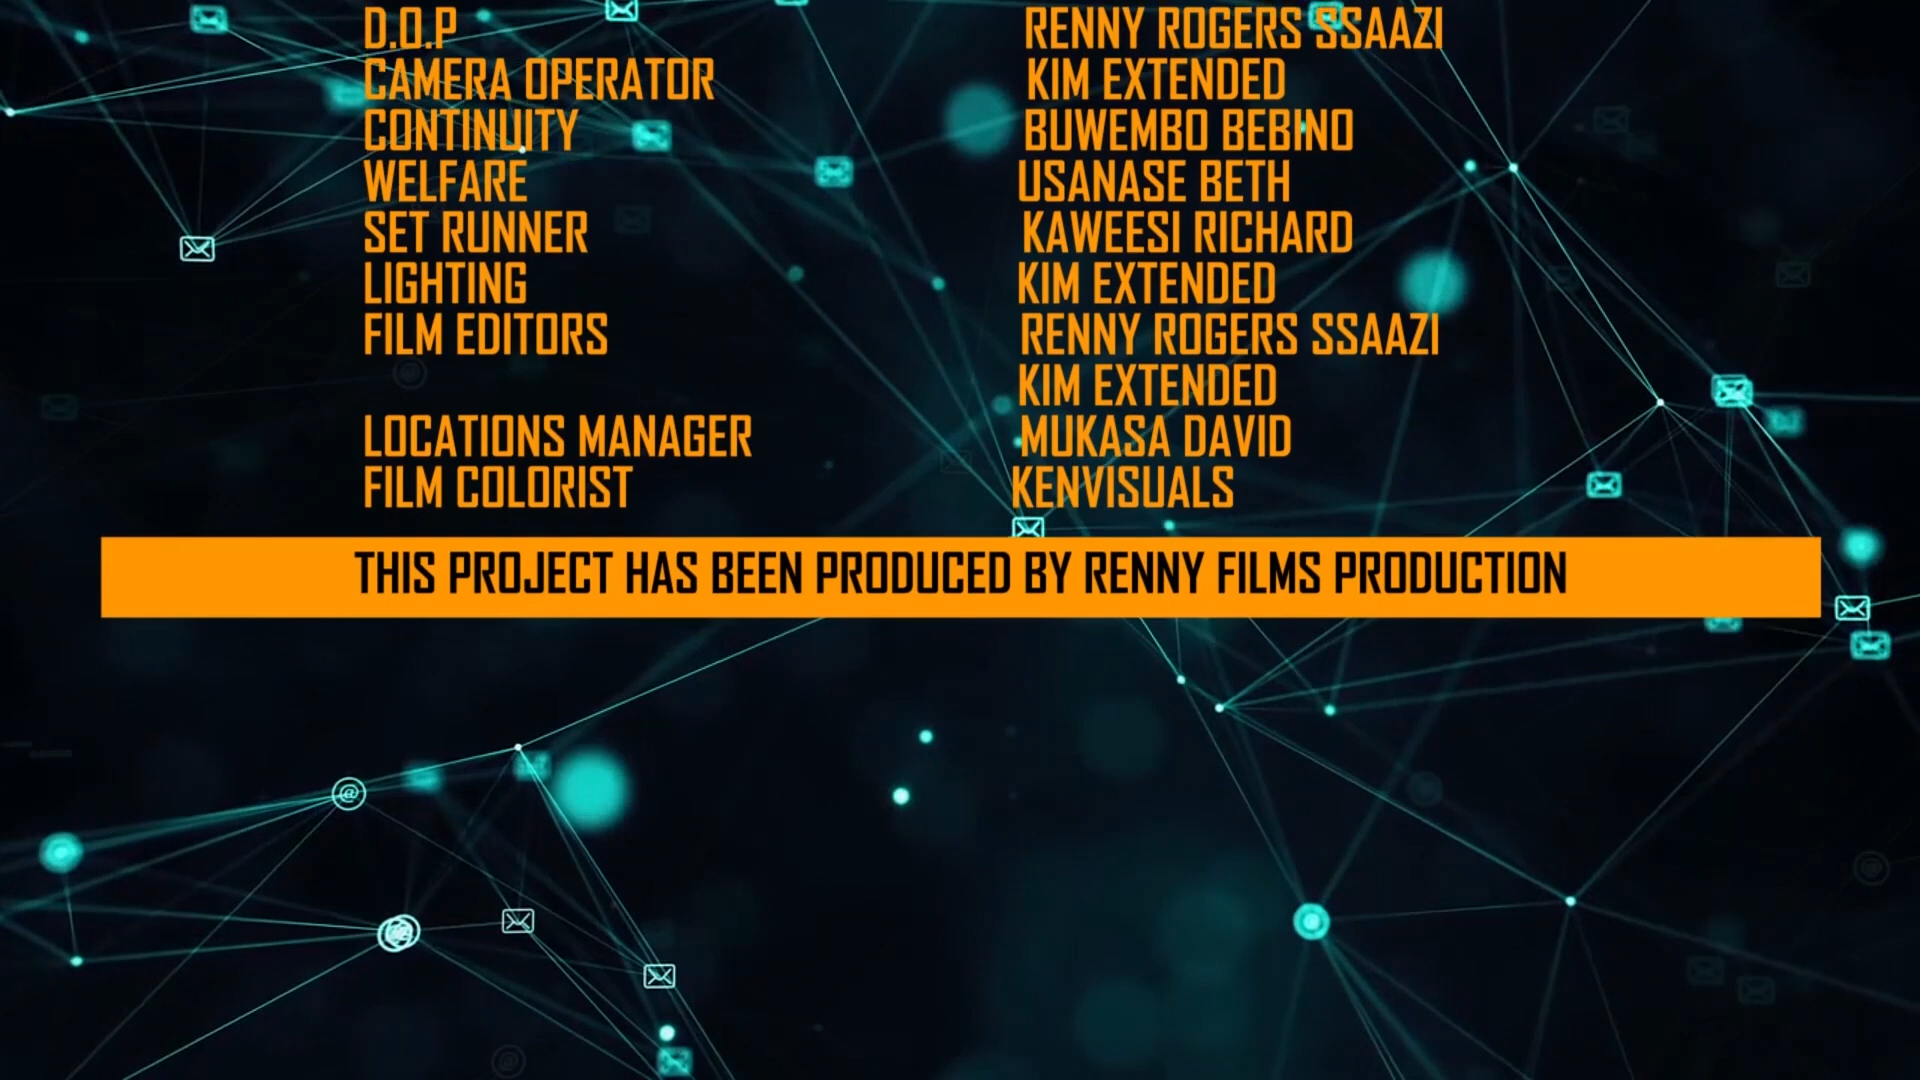 D.O.P RENNY ROGERS SSAAZI
CAMERA OPERATOR KIM EXTENDED
CONTINUITY BUWEMBO BEBINO
WELFARE USANASE BETH
SET RUNNER KAWEESI RICHARD
LIGHTING KIM EXTENDED
FILM EDITORS RENNY ROGERS SSAAZI
KIM EXTENDED
LOCATIONS MANAGER MUKASA DAVID
FILM COLORIST KENVISUALS
THIS PROJECT HAS BEEN PRODUCED BY RENNY FILMS PRODUCTION